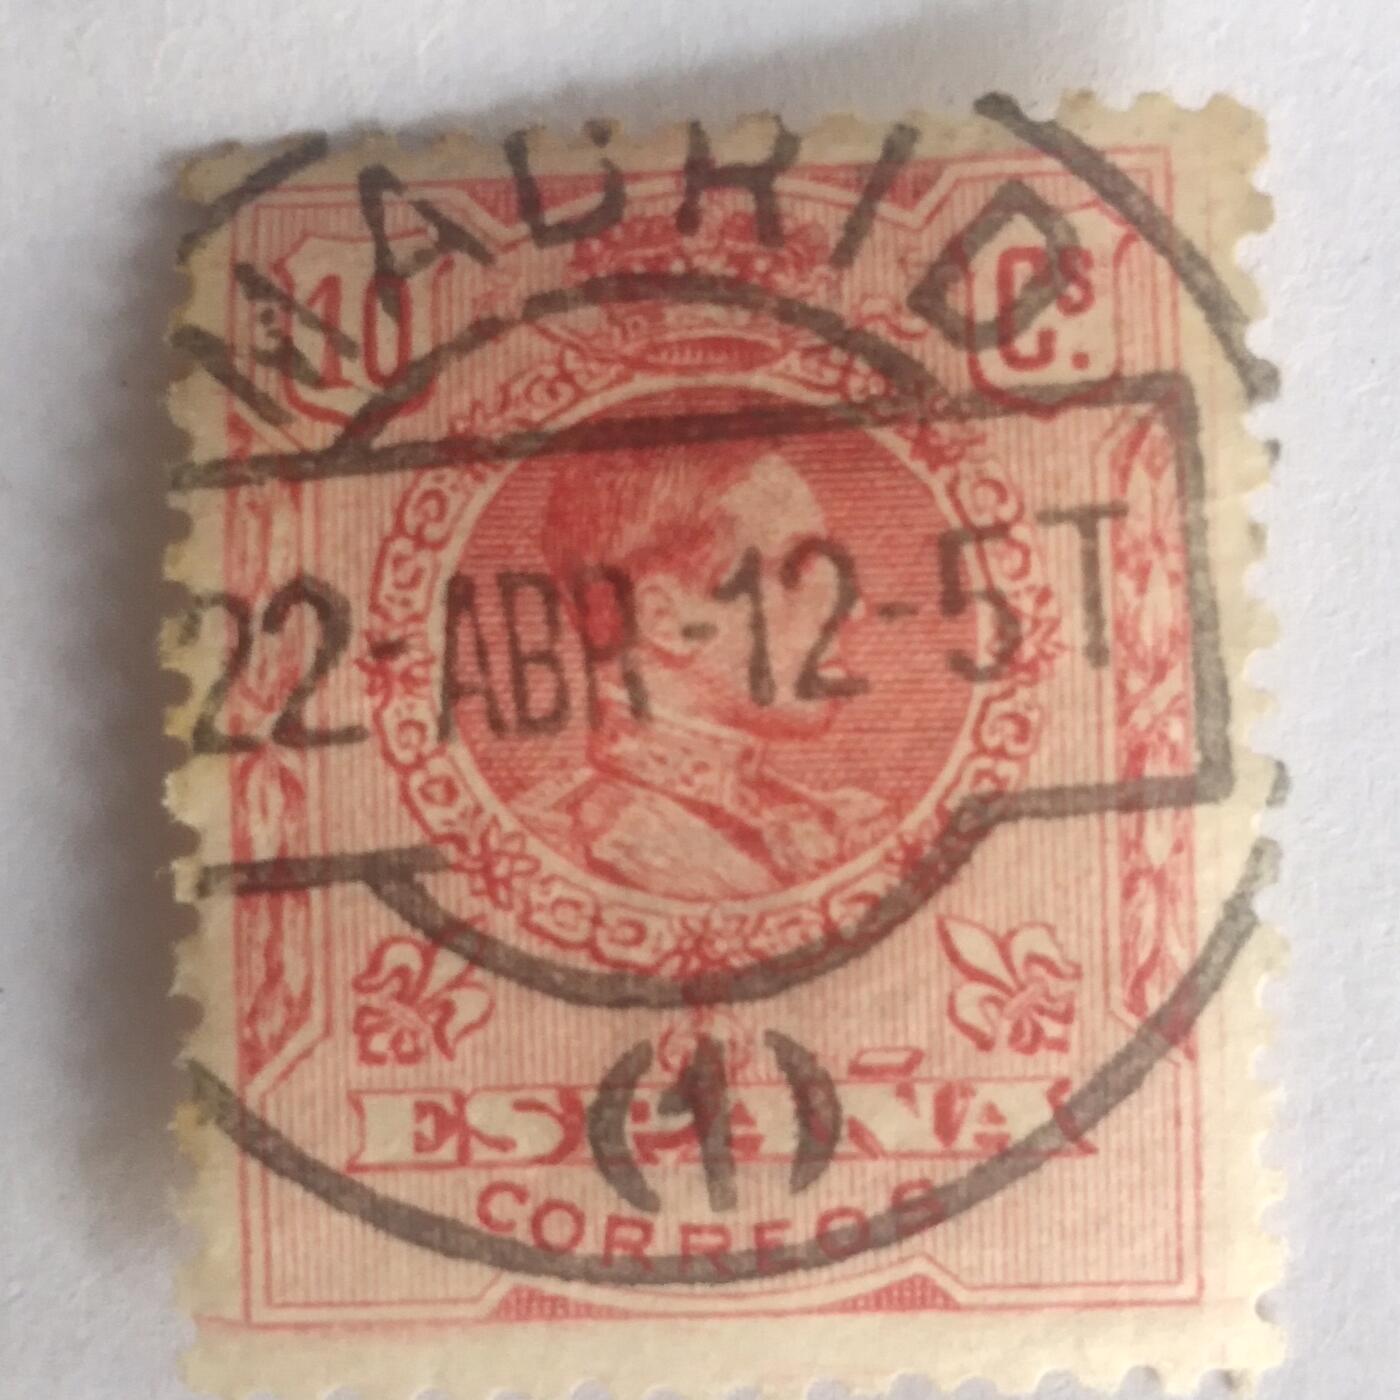 MADRID
10
Cs
C.
22-ABR-12-5T
(1)
ESPAÑA
CORREOS